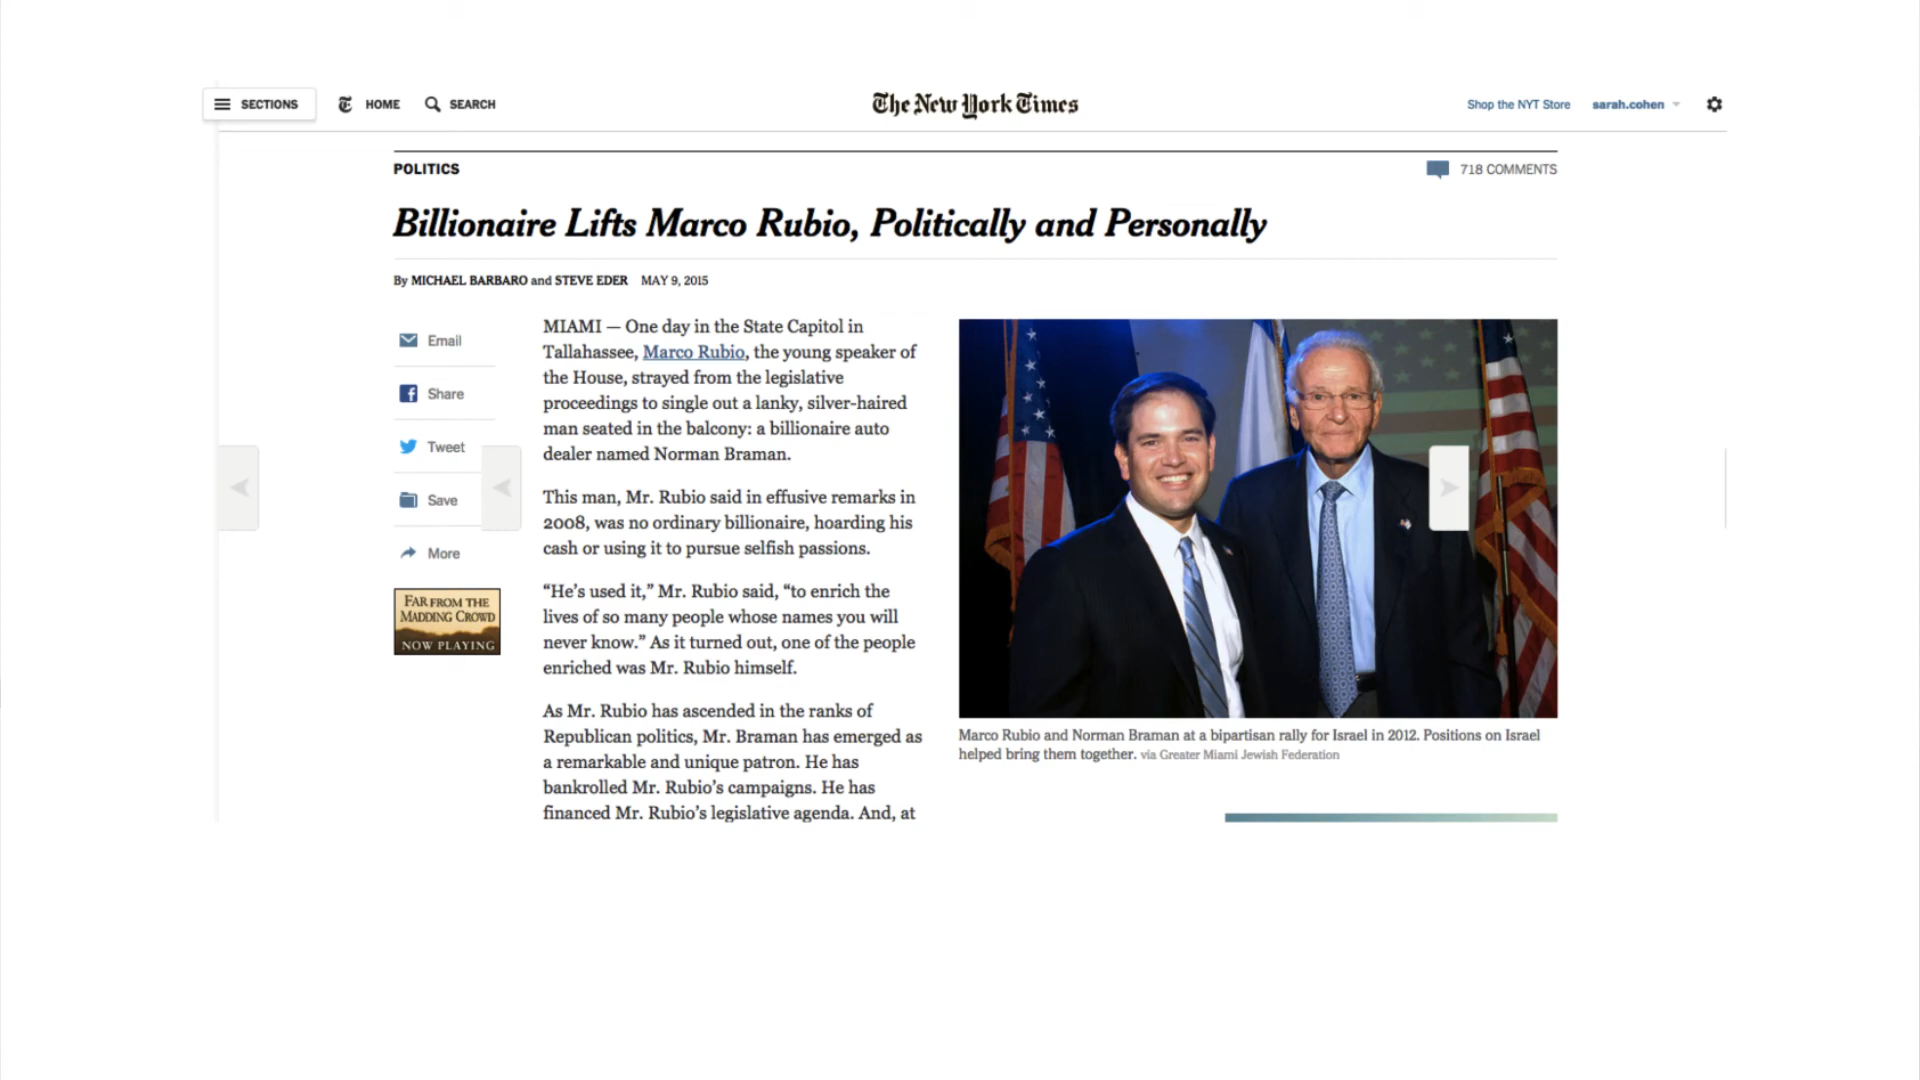 SECTIONS HOME SEARCH The New York Times Shop the NYT Store sarah.cohen
POLITICS 718 COMMENTS
Billionaire Lifts Marco Rubio, Politically and Personally
By MICHAEL BARBARO and STEVE EDER MAY 9, 2015
Email
Share
Tweet
Save
More
FAR FROM THE
MADDING CROWD
NOW PLAYING
MIAMI — One day in the State Capitol in
Tallahassee, Marco Rubio, the young speaker of
the House, strayed from the legislative
proceedings to single out a lanky, silver-haired
man seated in the balcony: a billionaire auto
dealer named Norman Braman.
This man, Mr. Rubio said in effusive remarks in
2008, was no ordinary billionaire, hoarding his
cash or using it to pursue selfish passions.
“He’s used it,” Mr. Rubio said, “to enrich the
lives of so many people whose names you will
never know.” As it turned out, one of the people
enriched was Mr. Rubio himself.
As Mr. Rubio has ascended in the ranks of
Republican politics, Mr. Braman has emerged as
a remarkable and unique patron. He has
bankrolled Mr. Rubio’s campaigns. He has
financed Mr. Rubio’s legislative agenda. And, at
Marco Rubio and Norman Braman at a bipartisan rally for Israel in 2012. Positions on Israel
helped bring them together. via Greater Miami Jewish Federation